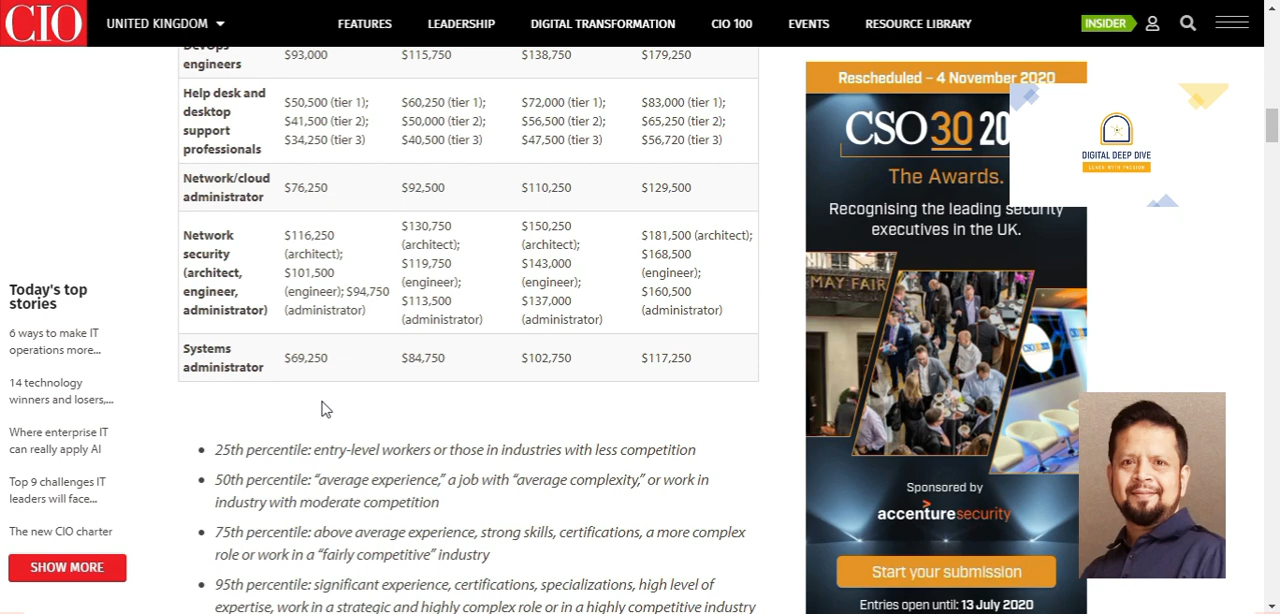 CIO
UNITED KINGDOM
FEATURES
LEADERSHIP
DIGITAL TRANSFORMATION
CIO 100
EVENTS
RESOURCE LIBRARY
INSIDER
DevOps
engineers
$93,000
$115,750
$138,750
$179,250
Help desk and
desktop
support
professionals
$50,500 (tier 1);
$41,500 (tier 2);
$34,250 (tier 3)
$60,250 (tier 1);
$50,000 (tier 2);
$40,500 (tier 3)
$72,000 (tier 1);
$56,500 (tier 2);
$47,500 (tier 3)
$83,000 (tier 1);
$65,250 (tier 2);
$56,720 (tier 3)
Network/cloud
administrator
$76,250
$92,500
$110,250
$129,500
Network
security
(architect,
engineer,
administrator)
$116,250
(architect);
$101,500
(engineer); $94,750
(administrator)
$130,750
(architect);
$119,750
(engineer);
$113,500
(administrator)
$150,250
(architect);
$143,000
(engineer);
$137,000
(administrator)
$181,500 (architect);
$168,500
(engineer);
$160,500
(administrator)
Systems
administrator
$69,250
$84,750
$102,750
$117,250
• 25th percentile: entry-level workers or those in industries with less competition
• 50th percentile: “average experience,” a job with “average complexity,” or work in
industry with moderate competition
• 75th percentile: above average experience, strong skills, certifications, a more complex
role or work in a “fairly competitive” industry
• 95th percentile: significant experience, certifications, specializations, high level of
expertise, work in a strategic and highly complex role or in a highly competitive industry
Today's top
stories
6 ways to make IT
operations more...
14 technology
winners and losers,...
Where enterprise IT
can really apply AI
Top 9 challenges IT
leaders will face...
The new CIO charter
SHOW MORE
Rescheduled – 4 November 2020
CSO30 20
The Awards.
Recognising the leading security
executives in the UK.
MAY FAIR
CSO30
Sponsored by
accenturesecurity
Start your submission
Entries open until: 13 July 2020
DIGITAL DEEP DIVE
LEARN WITH PASSION